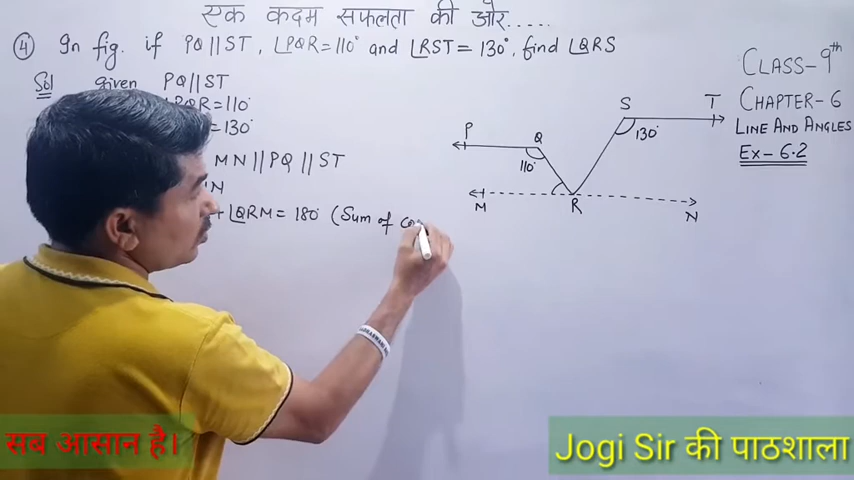 एक कदम सफलता की ओर.....
④ In fig. if PQ||ST, ∠PQR=110° and ∠RST=130°, find ∠QRS
Sol given PQ||ST
∠PQR=110°
=130°
MN||PQ||ST
N
+∠QRM=180° (Sum of co
P Q 110° S 130° T
M R N
CLASS-9th
CHAPTER-6
LINE AND ANGLES
Ex-6.2
सब आसान है।
Jogi Sir की पाठशाला